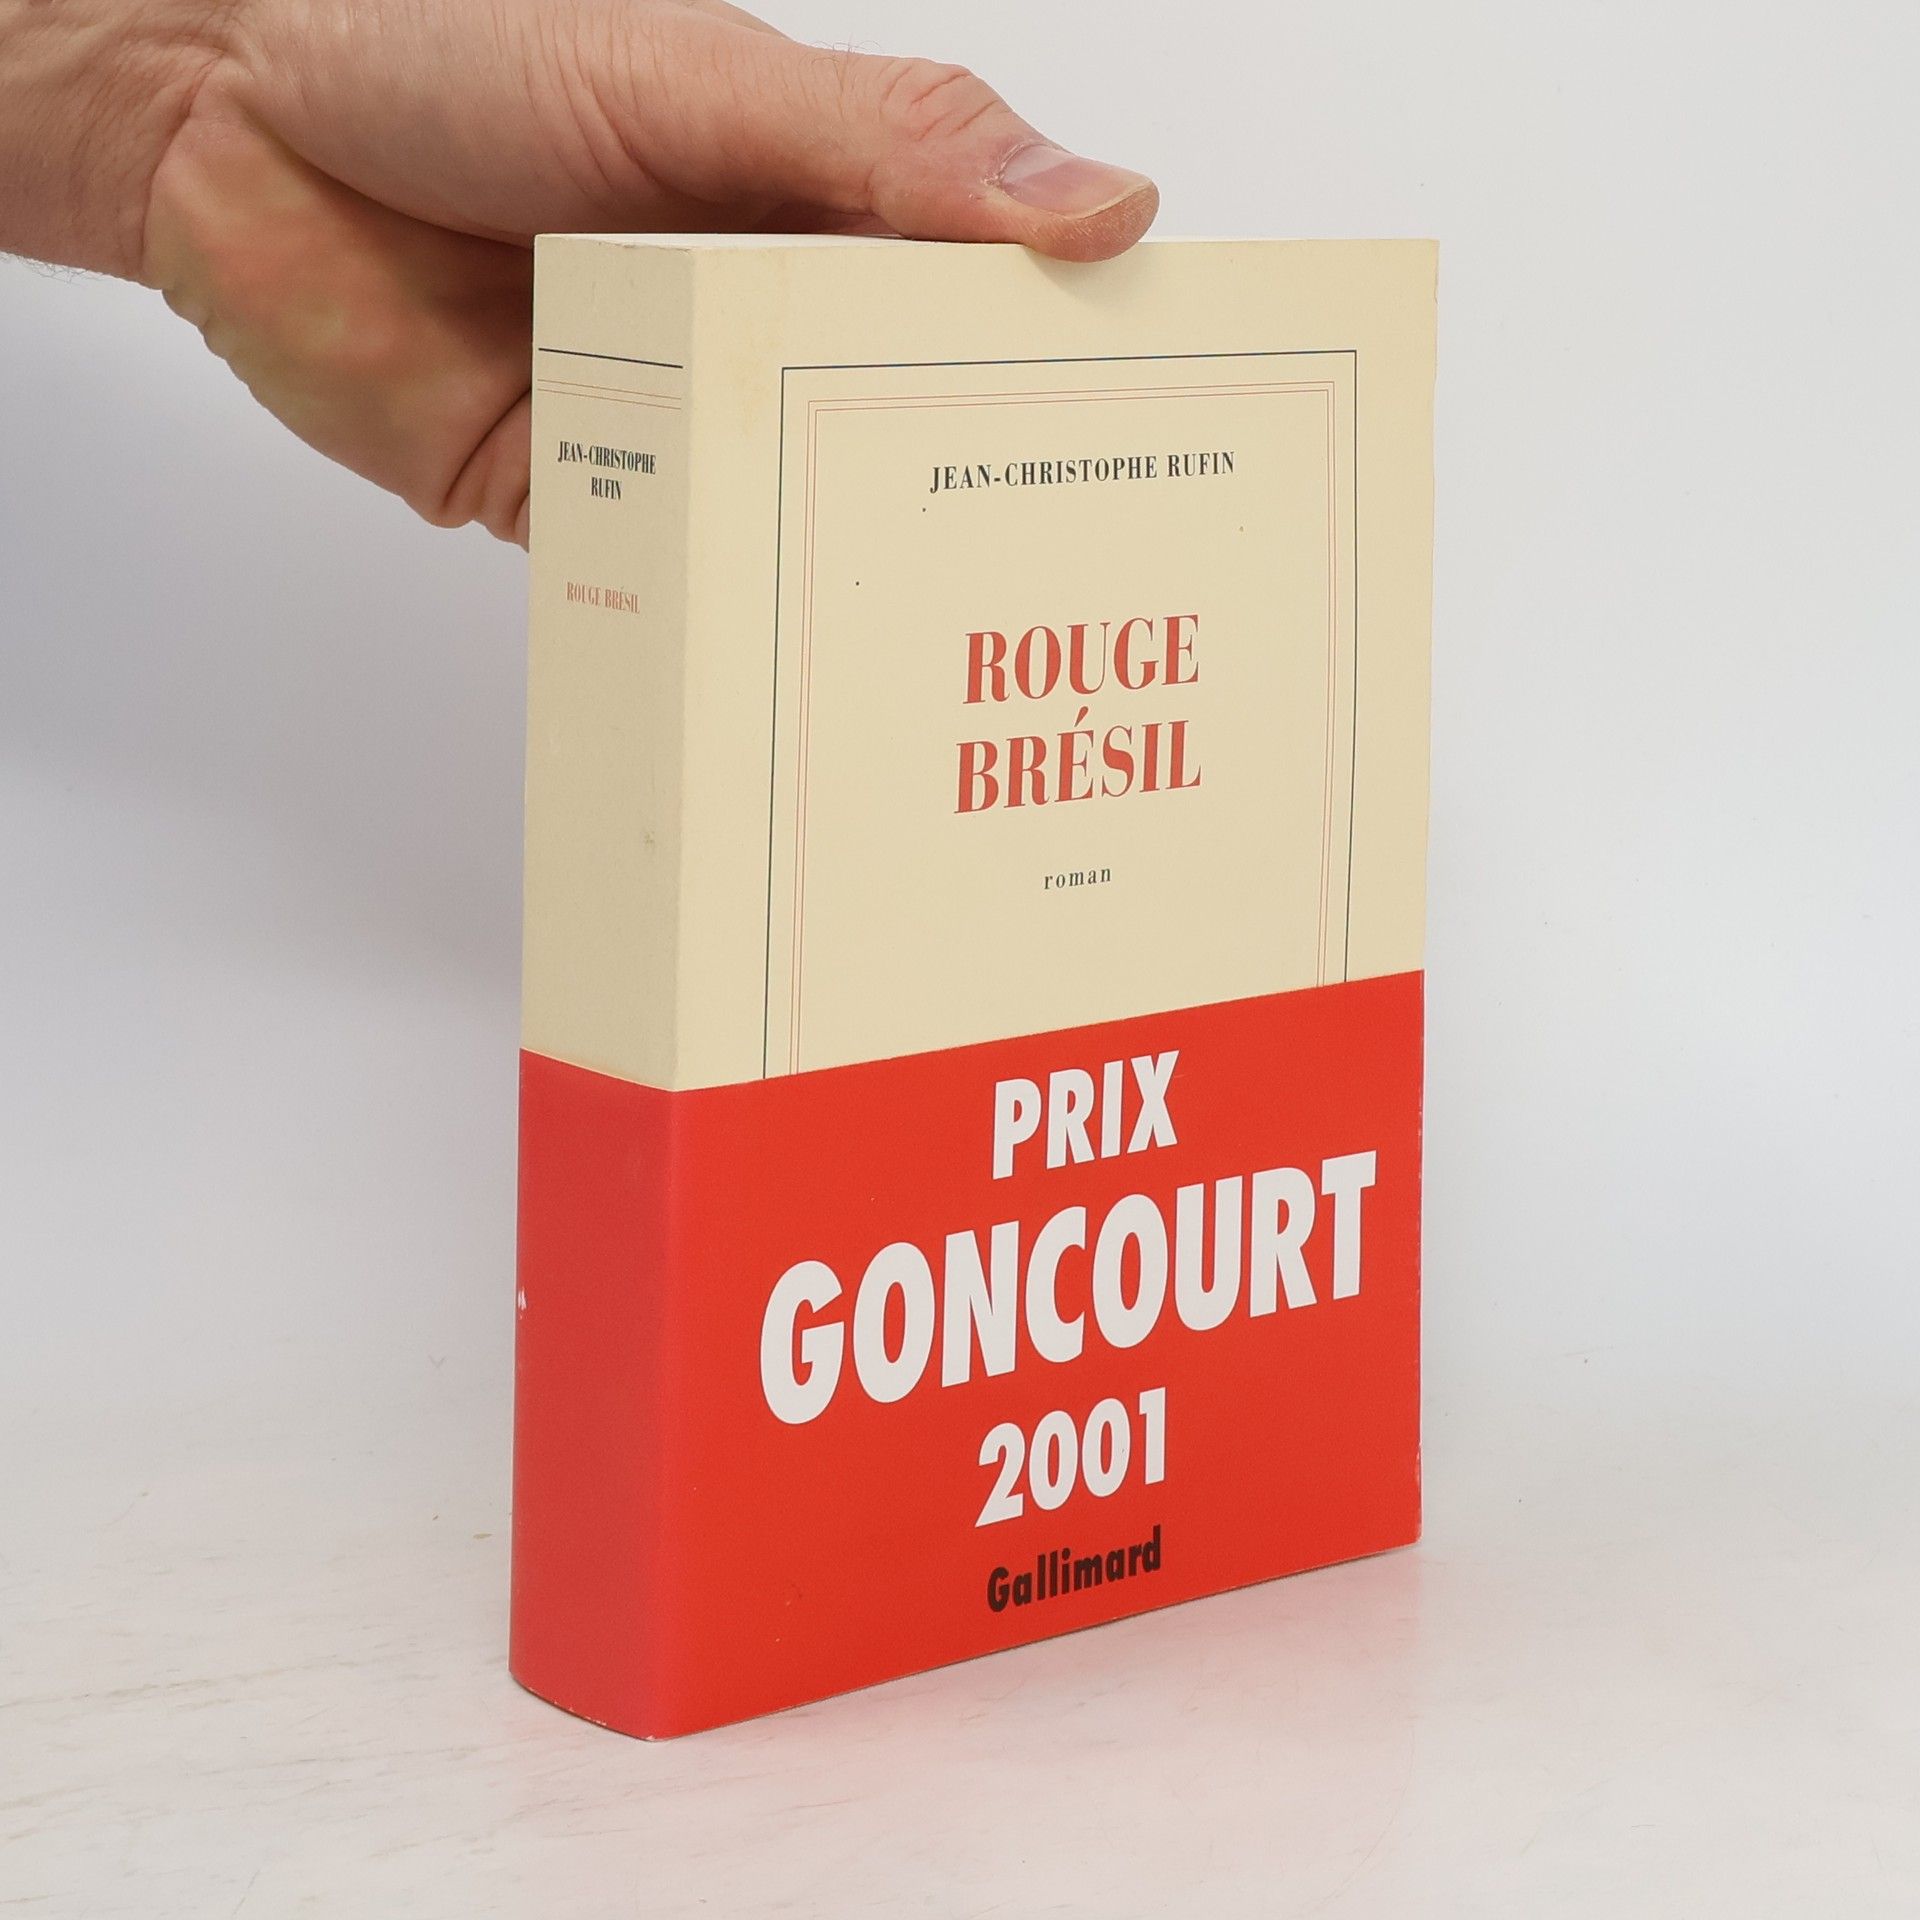 JEAN-CHRISTOPHE
RUFIN
ROUGE BRÉSIL
JEAN-CHRISTOPHE RUFIN
ROUGE
BRÉSIL
roman
PRIX
GONCOURT
2001
Gallimard